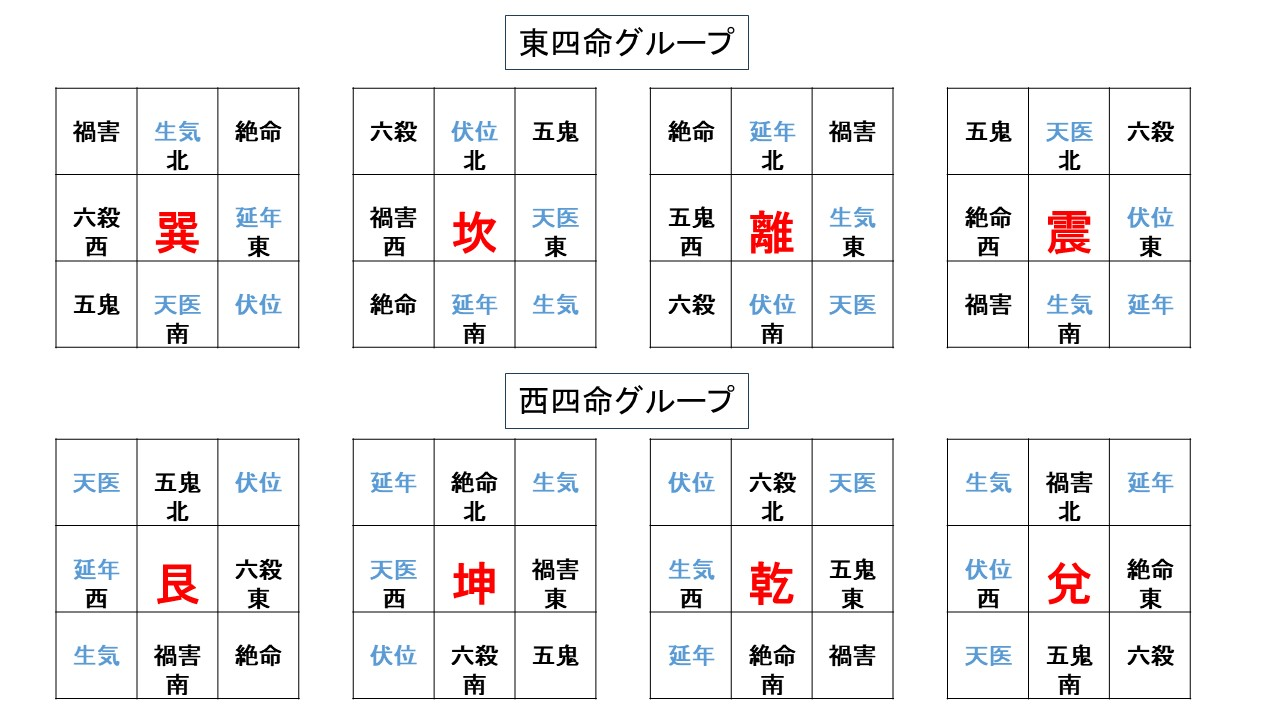 東四命グループ
禍害 生気 絶命
北
六殺 巽 延年
西 東
五鬼 天医 伏位
南
六殺 伏位 五鬼
北
禍害 坎 天医
西 東
絶命 延年 生気
南
絶命 延年 禍害
北
五鬼 離 生気
西 東
六殺 伏位 天医
南
五鬼 天医 六殺
北
絶命 震 伏位
西 東
禍害 生気 延年
南
西四命グループ
天医 五鬼 伏位
北
延年 艮 六殺
西 東
生気 禍害 絶命
南
延年 絶命 生気
北
天医 坤 禍害
西 東
伏位 六殺 五鬼
南
伏位 六殺 天医
北
生気 乾 五鬼
西 東
延年 絶命 禍害
南
生気 禍害 延年
北
伏位 兌 絶命
西 東
天医 五鬼 六殺
南